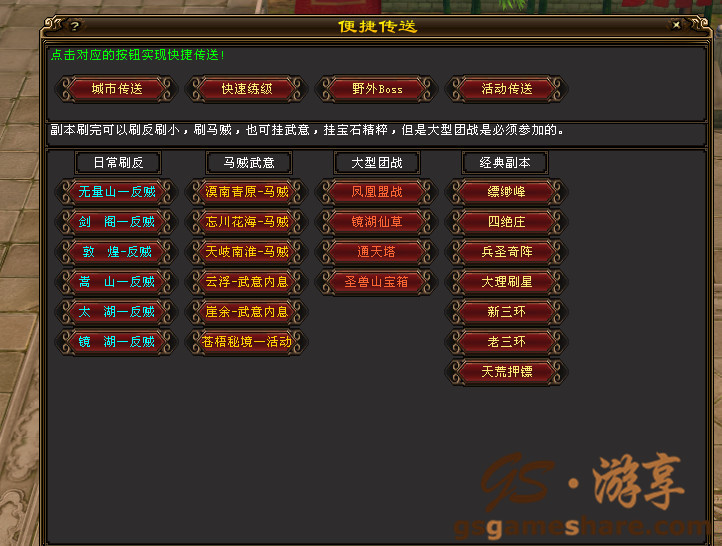 便捷传送
点击对应的按钮实现快捷传送!
城市传送 快速练级 野外Boss 活动传送
副本刷完可以刷反刷小，刷马贼，也可挂武意，挂宝石精粹，但是大型团战是必须参加的。
日常刷反 马贼武意 大型团战 经典副本
无量山一反贼 漠南青原-马贼 凤凰盟战 缥缈峰
剑 阁一反贼 忘川花海-马贼 镜湖仙草 四绝庄
敦 煌-反贼 天岐南淮-马贼 通天塔 兵圣奇阵
嵩 山一反贼 云浮-武意内息 圣兽山宝箱 大理刷星
太 湖一反贼 崖余-武意内息 新三环
镜 湖一反贼 苍梧秘境一活动 老三环
天荒押镖
GS·游享
gsgameshare.com